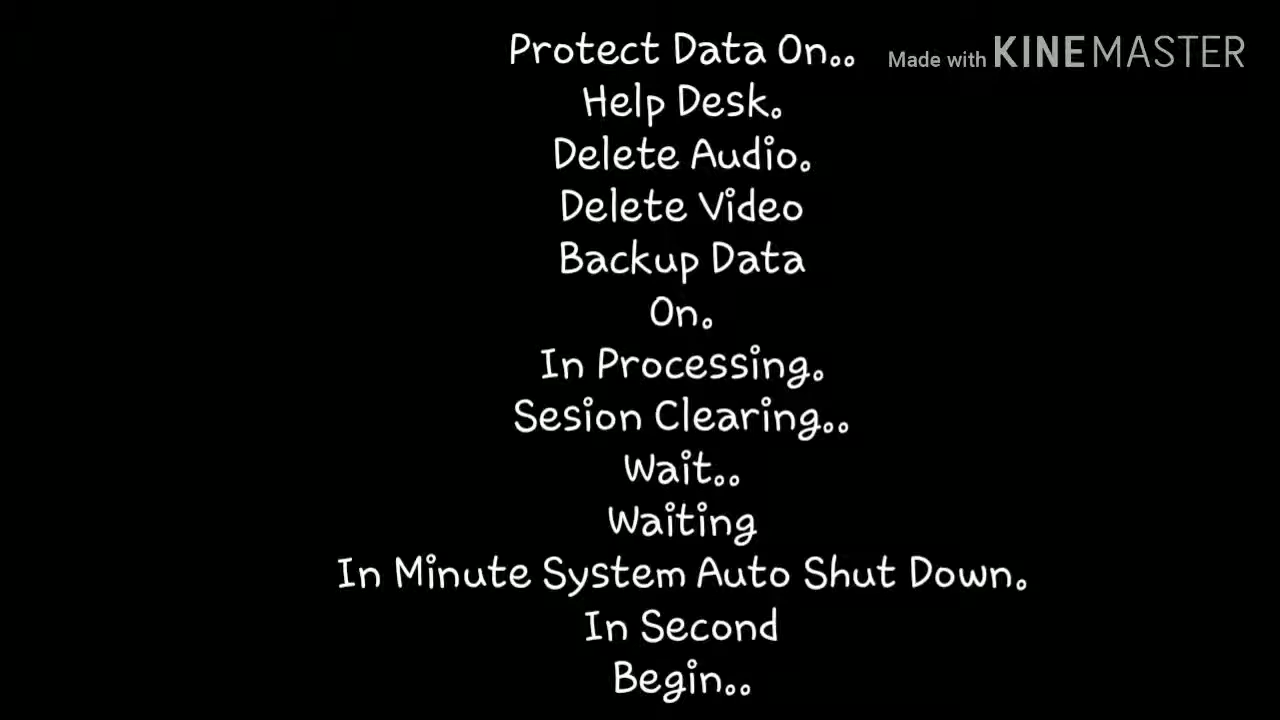 Protect Data On..
Made with KINEMASTER
Help Desk.
Delete Audio.
Delete Video
Backup Data
On.
In Processing.
Sesion Clearing..
Wait..
Waiting
In Minute System Auto Shut Down.
In Second
Begin..